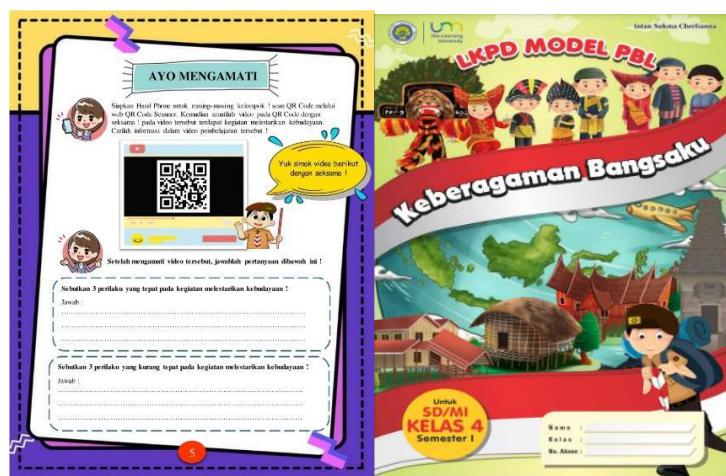 AYO MENGAMATI
Siapkan Hand Phone untuk masing-masing kelompok ! scan QR Code melalui
web QR Code Scanner. Kemudian amatilah video pada QR Code dengan
seksama ! pada video tersebut terdapat kegiatan melestarikan kebudayaan.
Carilah informasi dalam video pembelajaran tersebut !
Yuk simak video berikut
dengan seksama !
Setelah mengamati video tersebut, jawablah pertanyaan dibawah ini !
Sebutkan 3 perilaku yang tepat pada kegiatan melestarikan kebudayaan !
Jawab :
Sebutkan 3 perilaku yang kurang tepat pada kegiatan melestarikan kebudayaan !
Jawab :
5
Intan Sukma Cherlianna
The Learning
University
LKPD MODEL PBL
Keberagaman Bangsaku
Untuk
SD/MI
KELAS 4
Semester I
Nama :
Kelas :
No. Absen :